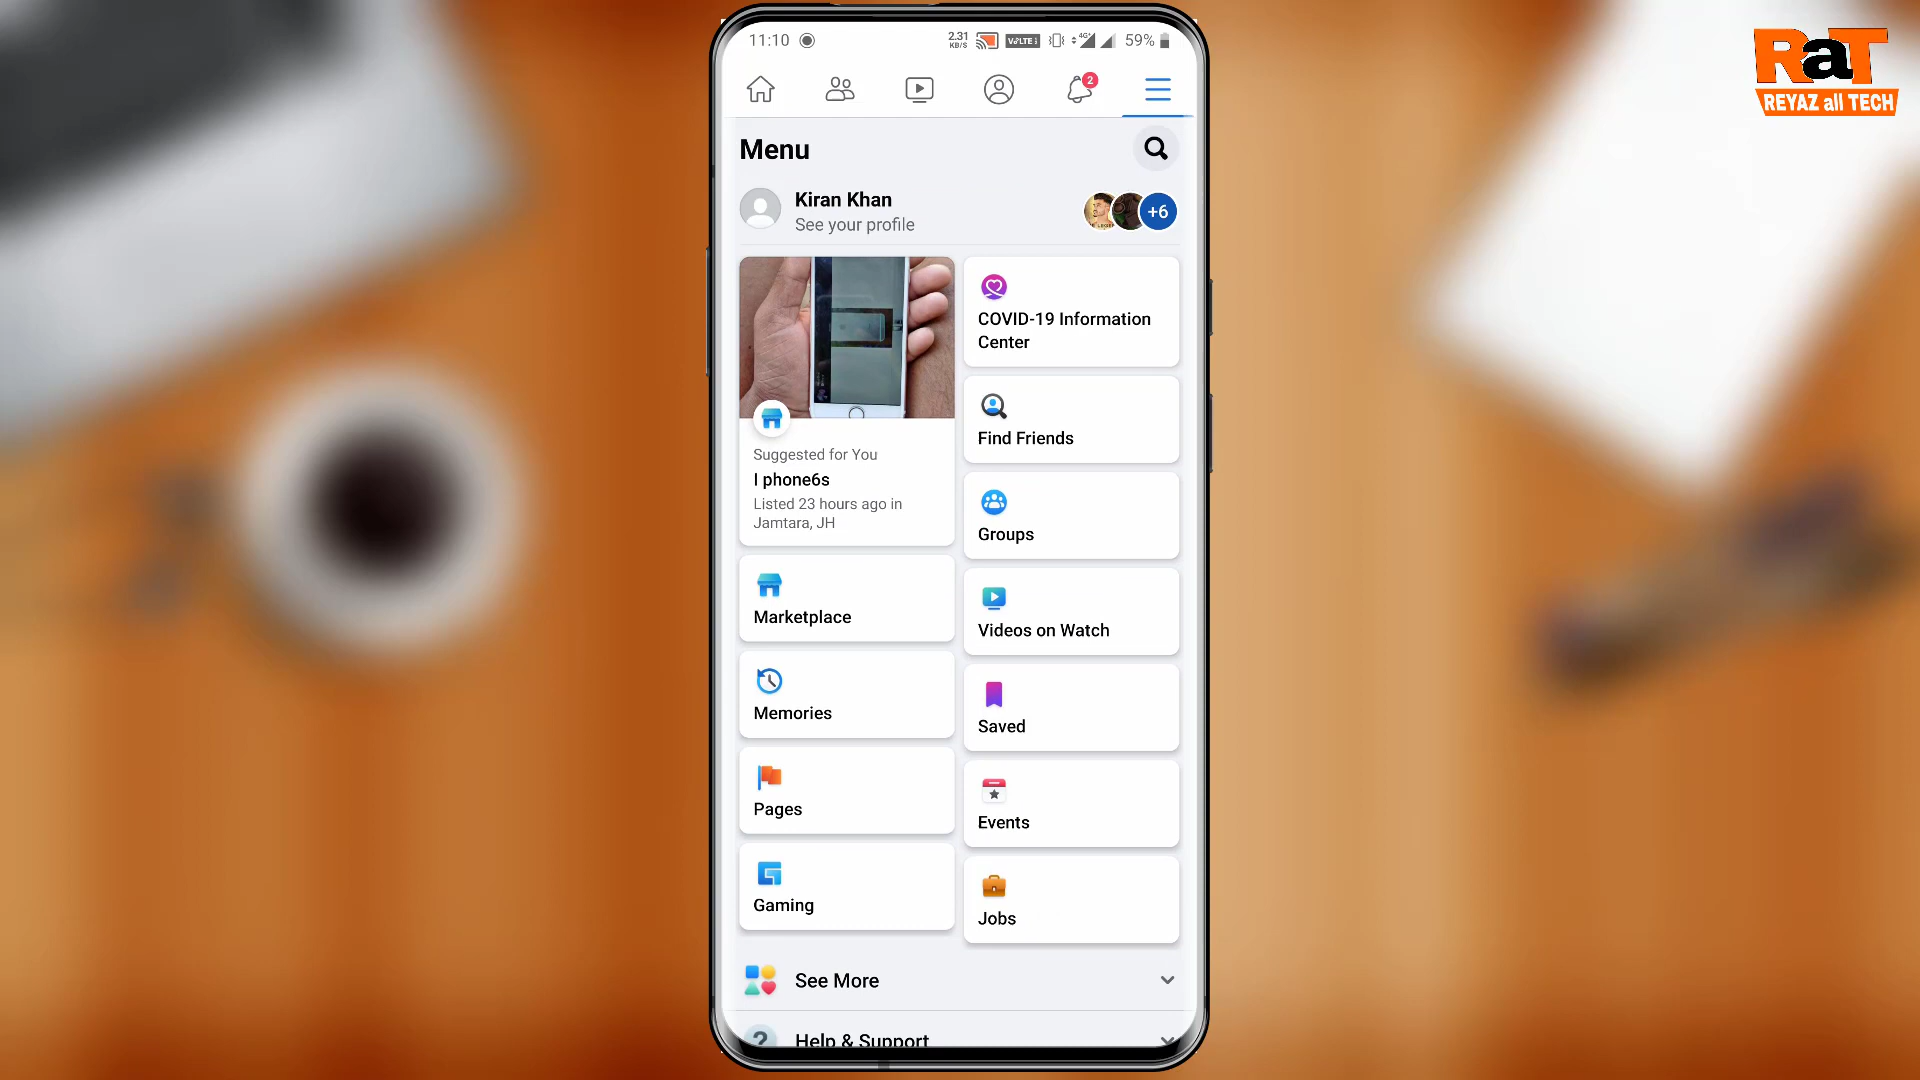 11:10
2.31
KB/S
VoLTE
4G+
59%
RaT
REYAZ all TECH
2
Menu
Kiran Khan
See your profile
+6
COVID-19 Information
Center
Find Friends
Suggested for You
I phone6s
Listed 23 hours ago in
Jamtara, JH
Groups
Marketplace
Videos on Watch
Memories
Saved
Pages
Events
Gaming
Jobs
See More
?
Help & Support